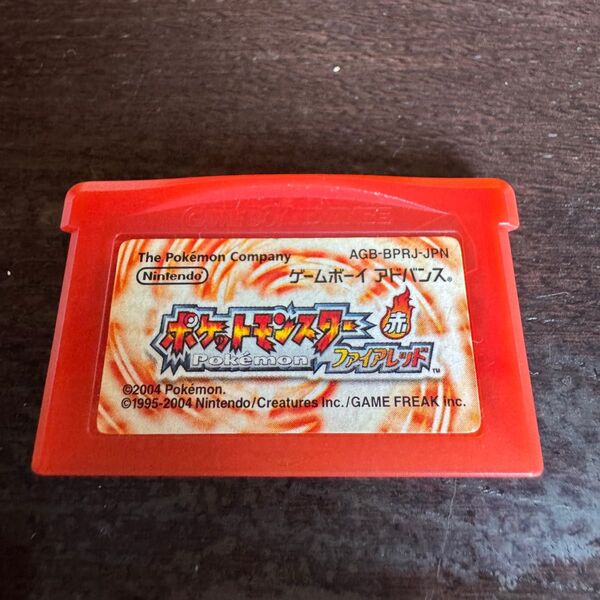 The Pokémon Company AGB-BPRJ-JPN
Nintendo ゲームボーイ アドバンス®
ポケットモンスター 赤
Pokémon ファイアレッド™
©2004 Pokémon.
©1995-2004 Nintendo/Creatures Inc./GAME FREAK inc.